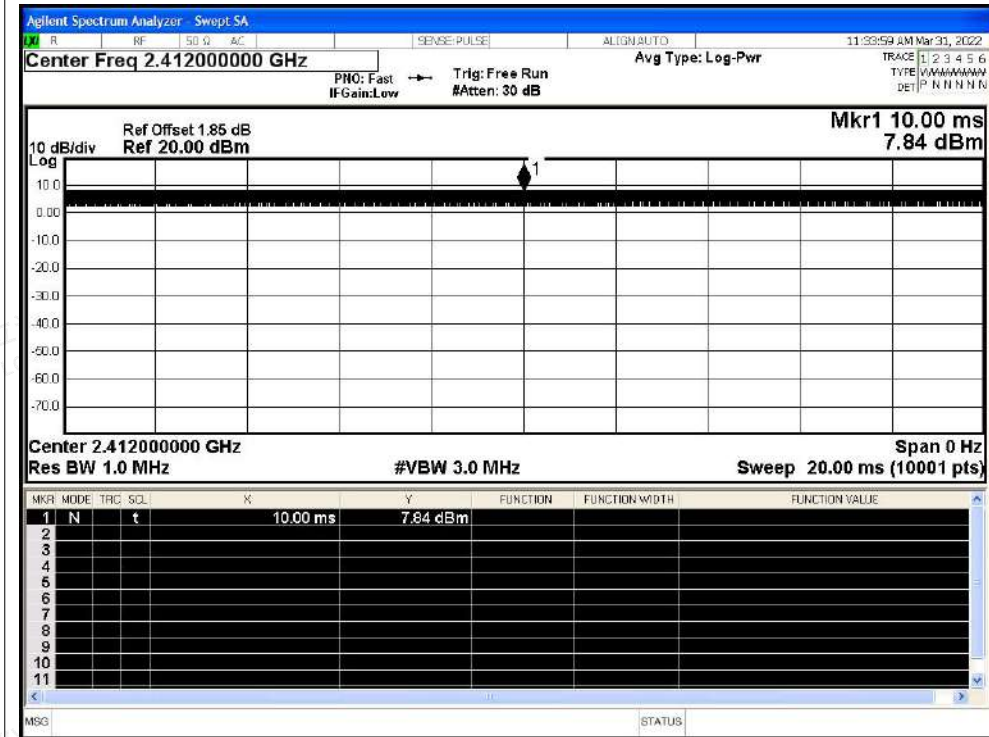 Agilent Spectrum Analyzer - Swept SA
LXI R RF 50 Ω AC SENSE:PULSE ALIGN AUTO 11:33:59 AM Mar 31, 2022
Center Freq 2.412000000 GHz Avg Type: Log-Pwr TRACE 1 2 3 4 5 6
PNO: Fast Trig: Free Run TYPE
IFGain:Low #Atten: 30 dB DET P N N N N N
Mkr1 10.00 ms
Ref Offset 1.85 dB
10 dB/div Ref 20.00 dBm 7.84 dBm
Log
1
10.0
0.00
-10.0
-20.0
-30.0
-40.0
-50.0
-60.0
-70.0
Center 2.412000000 GHz Span 0 Hz
Res BW 1.0 MHz #VBW 3.0 MHz Sweep 20.00 ms (10001 pts)
MKR MODE TRC SCL X Y FUNCTION FUNCTION WIDTH FUNCTION VALUE
1 N t 10.00 ms 7.84 dBm
2
3
4
5
6
7
8
9
10
11
MSG STATUS